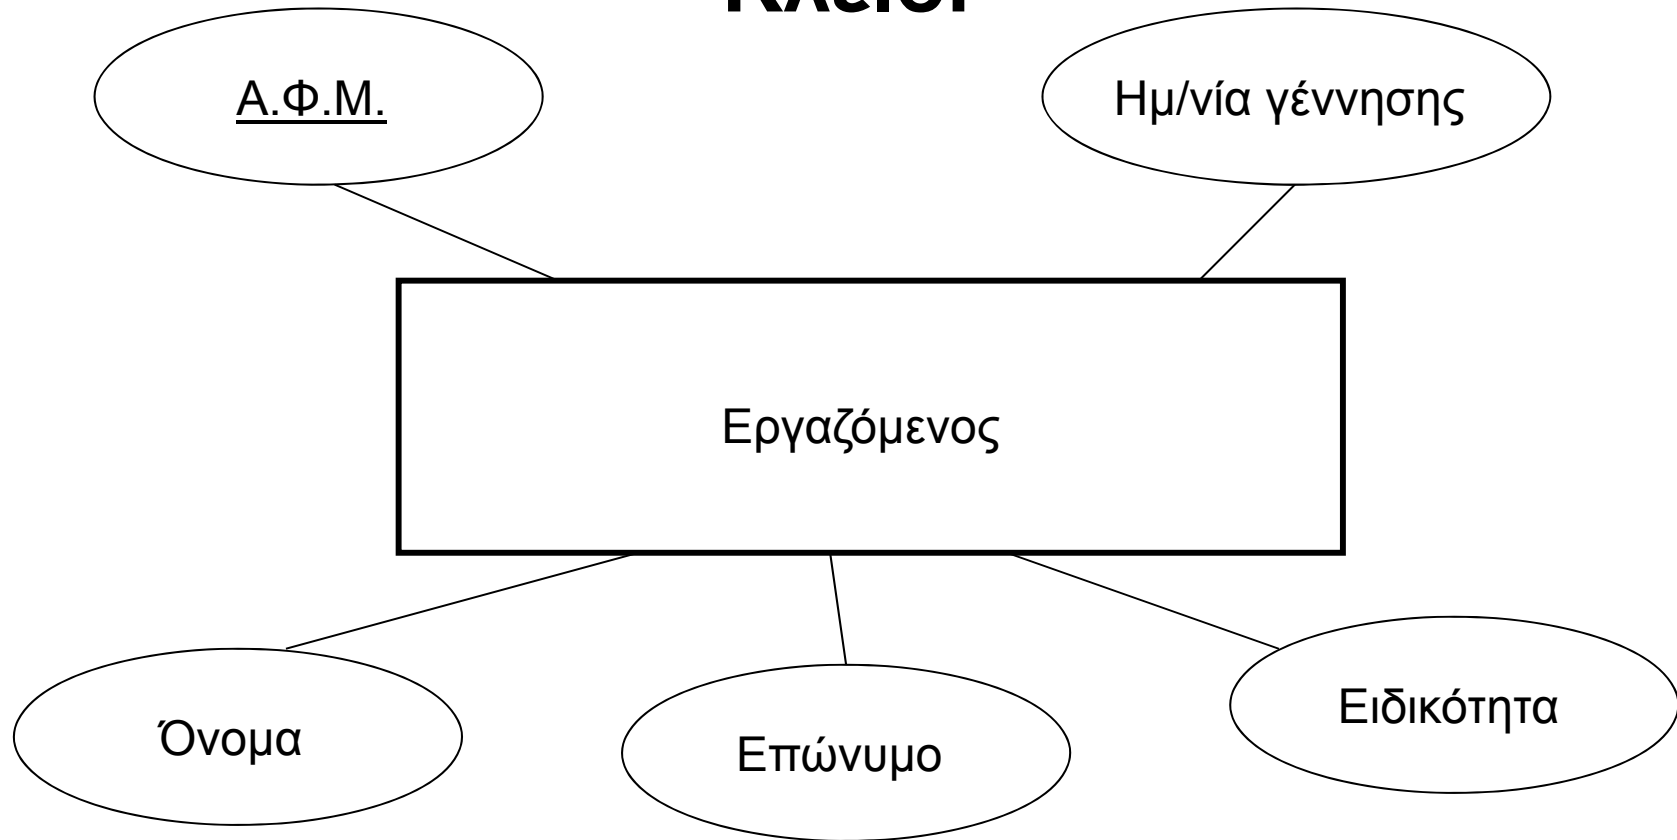 Α.Φ.Μ.
Ημ/νία γέννησης
Εργαζόμενος
Όνομα
Επώνυμο
Ειδικότητα